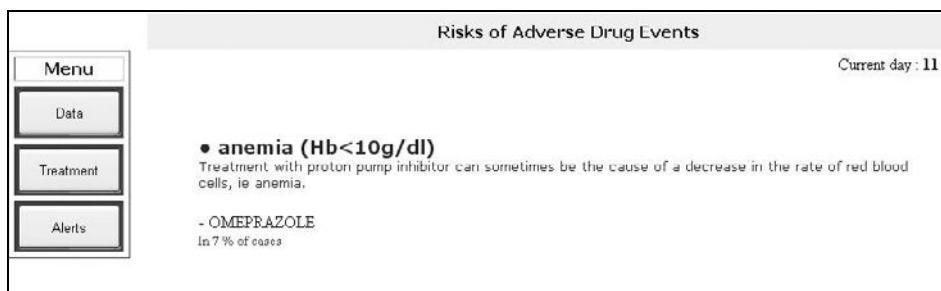 Risks of Adverse Drug Events
Menu
Current day : 11
Data
Treatment
Alerts
● anemia (Hb<10g/dl)
Treatment with proton pump inhibitor can sometimes be the cause of a decrease in the rate of red blood
cells, ie anemia.
- OMEPRAZOLE
In 7 % of cases